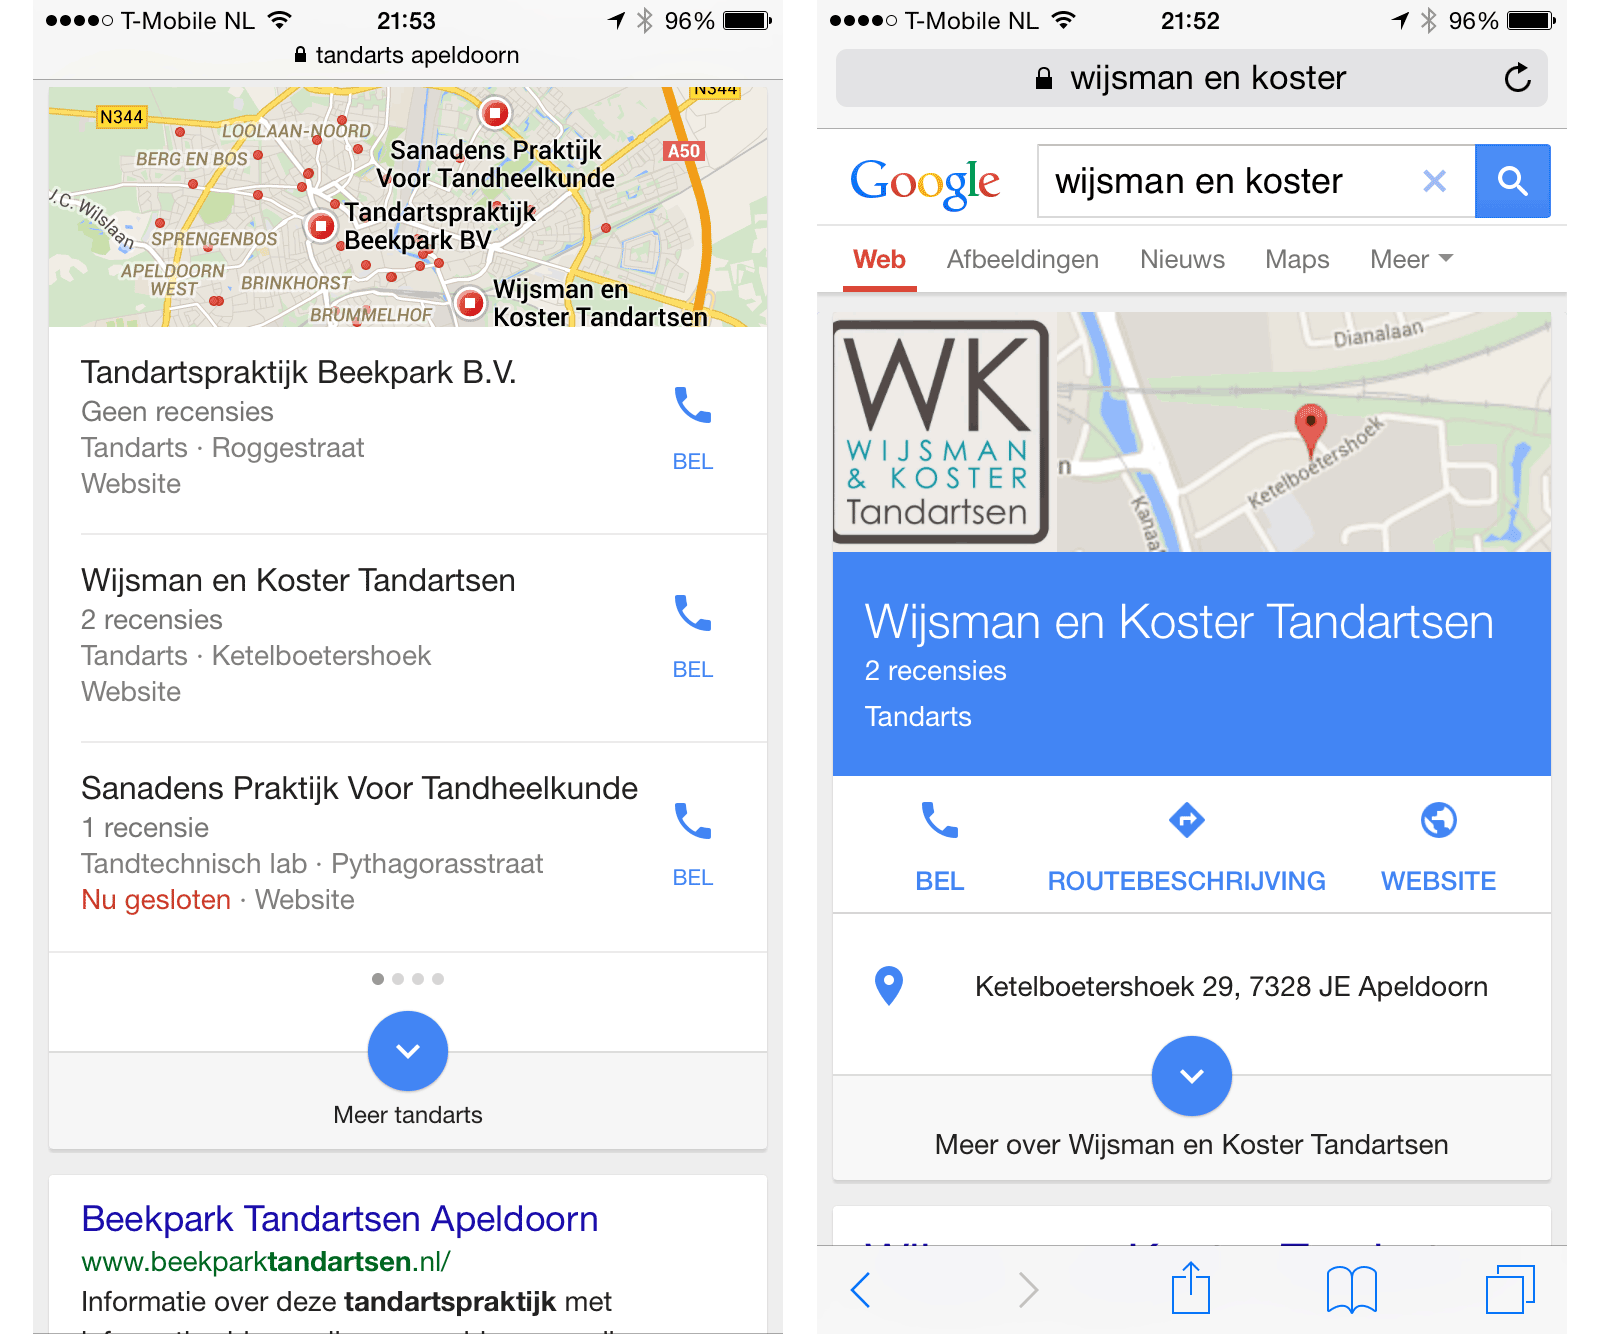 ●●●●○ T-Mobile NL 21:53 96%
tandarts apeldoorn
N344
N344
LOOLAAN-NOORD
BERG EN BOS
A50
Sanadens Praktijk
Voor Tandheelkunde
J.C. Wilslaan
Tandartspraktijk
Beekpark BV
SPRENGENBOS
APELDOORN
WEST
BRINKHORST
Wijsman en
Koster Tandartsen
BRUMMELHOF
Tandartspraktijk Beekpark B.V.
Geen recensies
Tandarts · Roggestraat
Website
BEL
Wijsman en Koster Tandartsen
2 recensies
Tandarts · Ketelboetershoek
Website
BEL
Sanadens Praktijk Voor Tandheelkunde
1 recensie
Tandtechnisch lab · Pythagorasstraat
Nu gesloten · Website
BEL
Meer tandarts
Beekpark Tandartsen Apeldoorn
www.beekparktandartsen.nl/
Informatie over deze tandartspraktijk met
●●●●○ T-Mobile NL 21:52 96%
wijsman en koster
Google wijsman en koster
Web Afbeeldingen Nieuws Maps Meer
WK
WIJSMAN
& KOSTER
Tandartsen
Dianalaan
Ketelboetershoek
n
Kanaa
Wijsman en Koster Tandartsen
2 recensies
Tandarts
BEL ROUTEBESCHRIJVING WEBSITE
Ketelboetershoek 29, 7328 JE Apeldoorn
Meer over Wijsman en Koster Tandartsen